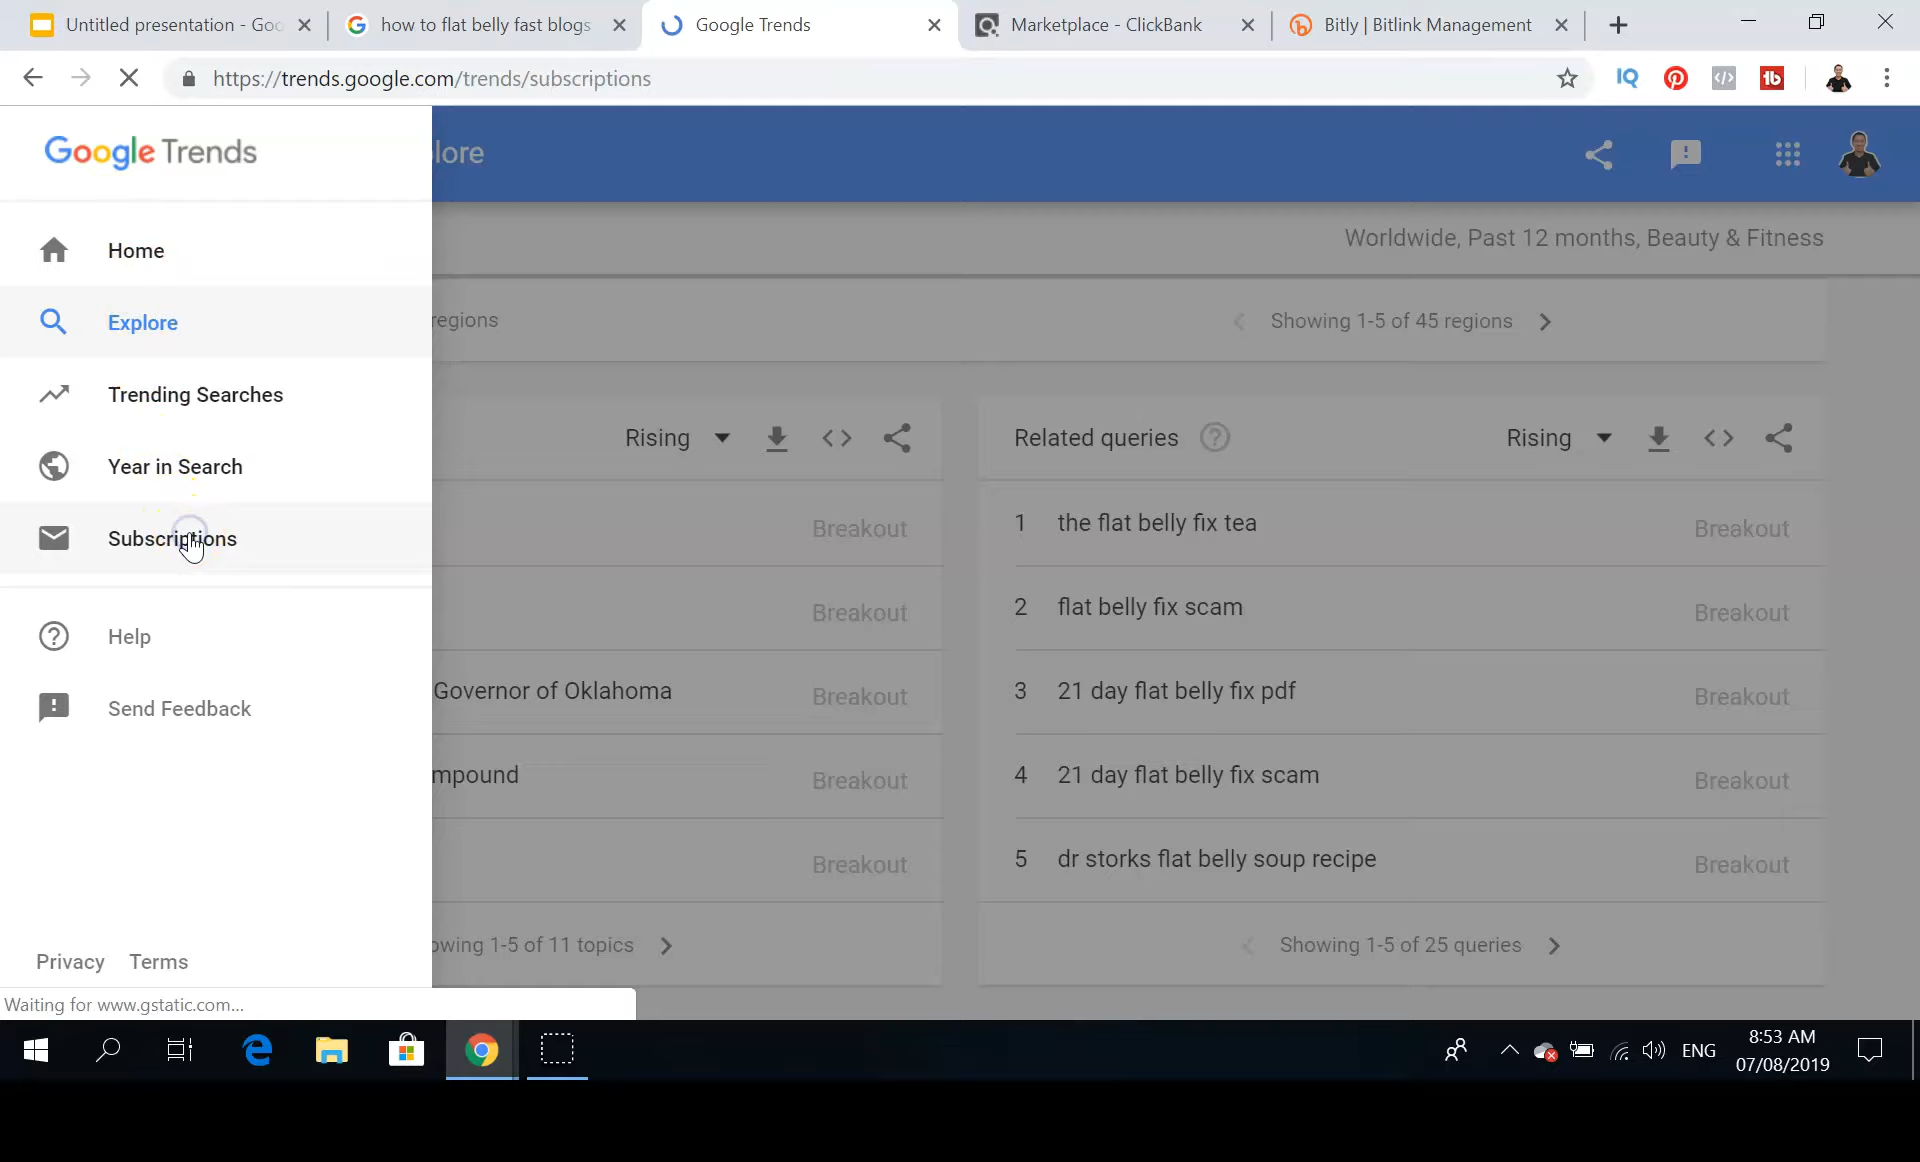 Untitled presentation - Goo
how to flat belly fast blogs
Google Trends
Marketplace - ClickBank
Bitly | Bitlink Management
https://trends.google.com/trends/subscriptions
IQ
tb
Google Trends
lore
Home
Worldwide, Past 12 months, Beauty & Fitness
Explore
regions
Showing 1-5 of 45 regions
Trending Searches
Rising
Related queries
Rising
Year in Search
Subscriptions
Breakout
1 the flat belly fix tea Breakout
Breakout
2 flat belly fix scam Breakout
Help
Governor of Oklahoma Breakout
3 21 day flat belly fix pdf Breakout
Send Feedback
mpound Breakout
4 21 day flat belly fix scam Breakout
Breakout
5 dr storks flat belly soup recipe Breakout
owing 1-5 of 11 topics
Showing 1-5 of 25 queries
Privacy Terms
Waiting for www.gstatic.com...
ENG
8:53 AM
07/08/2019